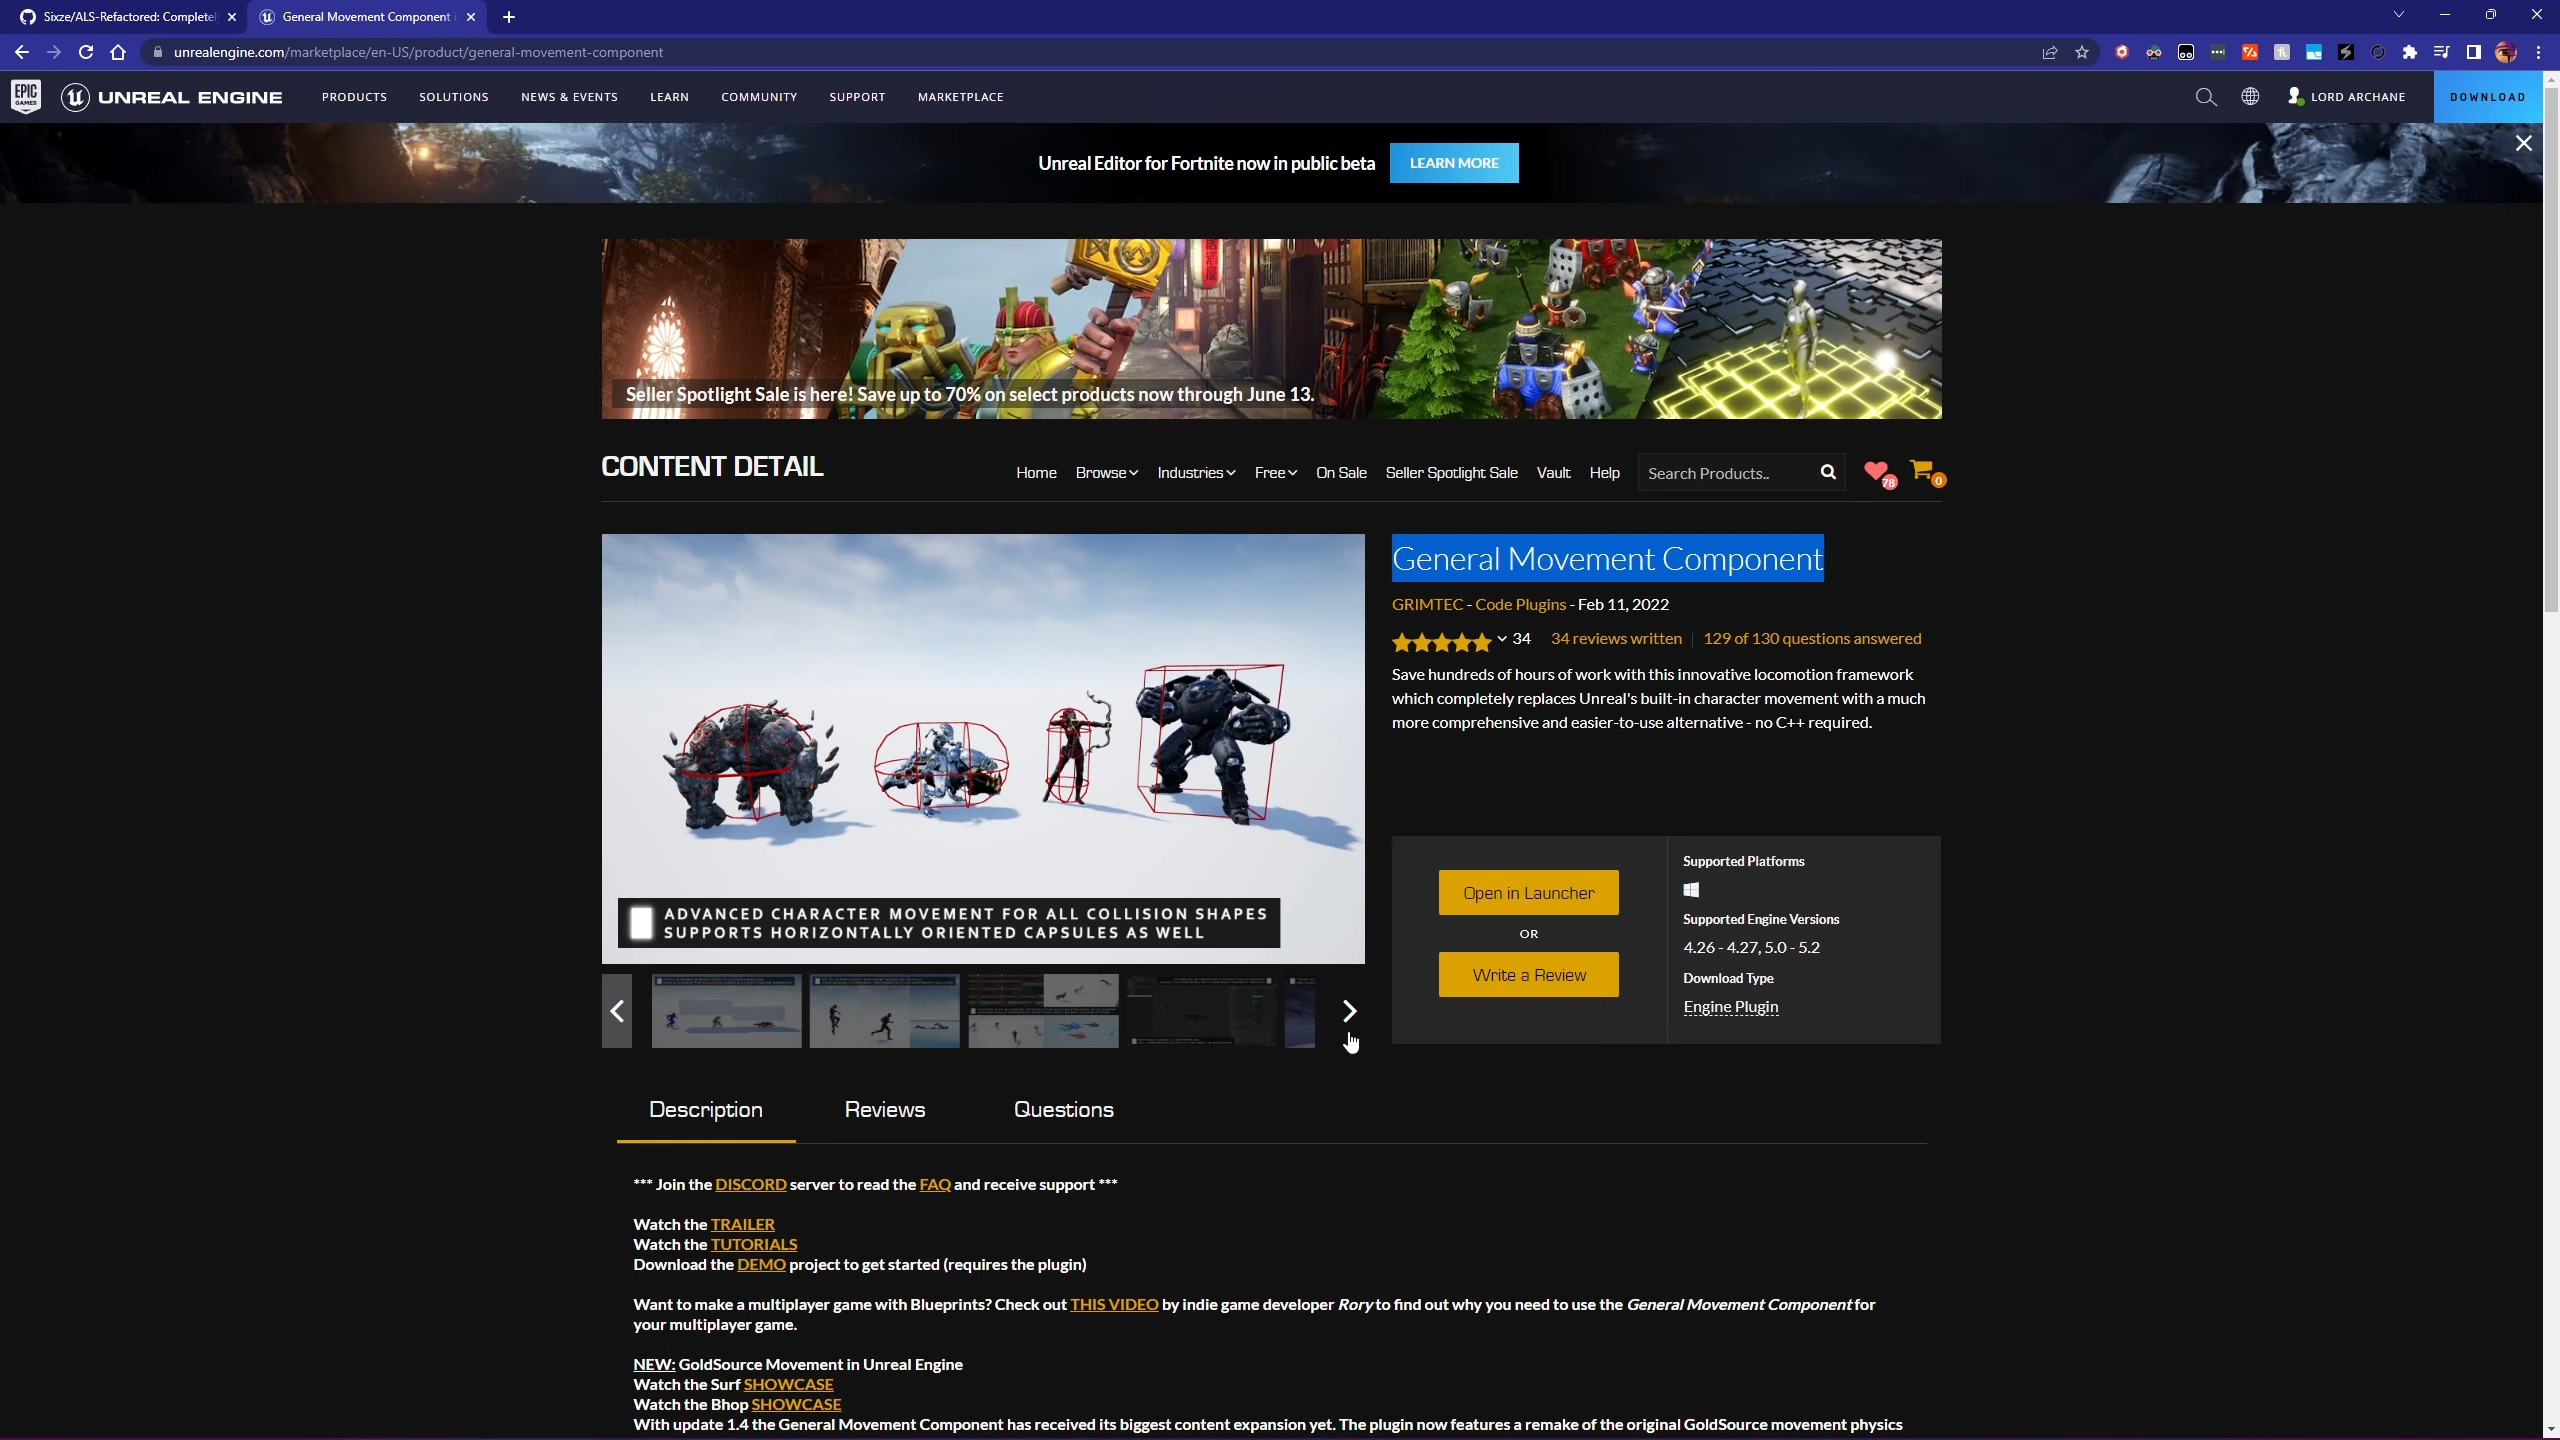 Sixze/ALS-Refactored: Complete
General Movement Component i
unrealengine.com/marketplace/en-US/product/general-movement-component
EPIC GAMES
UNREAL ENGINE
PRODUCTS SOLUTIONS NEWS & EVENTS LEARN COMMUNITY SUPPORT MARKETPLACE
LORD ARCHANE
DOWNLOAD
Unreal Editor for Fortnite now in public beta LEARN MORE
Seller Spotlight Sale is here! Save up to 70% on select products now through June 13.
CONTENT DETAIL
Home Browse Industries Free On Sale Seller Spotlight Sale Vault Help Search Products.. 78 0
General Movement Component
GRIMTEC - Code Plugins - Feb 11, 2022
34 34 reviews written 129 of 130 questions answered
Save hundreds of hours of work with this innovative locomotion framework
which completely replaces Unreal's built-in character movement with a much
more comprehensive and easier-to-use alternative - no C++ required.
ADVANCED CHARACTER MOVEMENT FOR ALL COLLISION SHAPES
SUPPORTS HORIZONTALLY ORIENTED CAPSULES AS WELL
Open in Launcher
OR
Write a Review
Supported Platforms
Supported Engine Versions
4.26 - 4.27, 5.0 - 5.2
Download Type
Engine Plugin
Description Reviews Questions
*** Join the DISCORD server to read the FAQ and receive support ***
Watch the TRAILER
Watch the TUTORIALS
Download the DEMO project to get started (requires the plugin)
Want to make a multiplayer game with Blueprints? Check out THIS VIDEO by indie game developer Rory to find out why you need to use the General Movement Component for
your multiplayer game.
NEW: GoldSource Movement in Unreal Engine
Watch the Surf SHOWCASE
Watch the Bhop SHOWCASE
With update 1.4 the General Movement Component has received its biggest content expansion yet. The plugin now features a remake of the original GoldSource movement physics